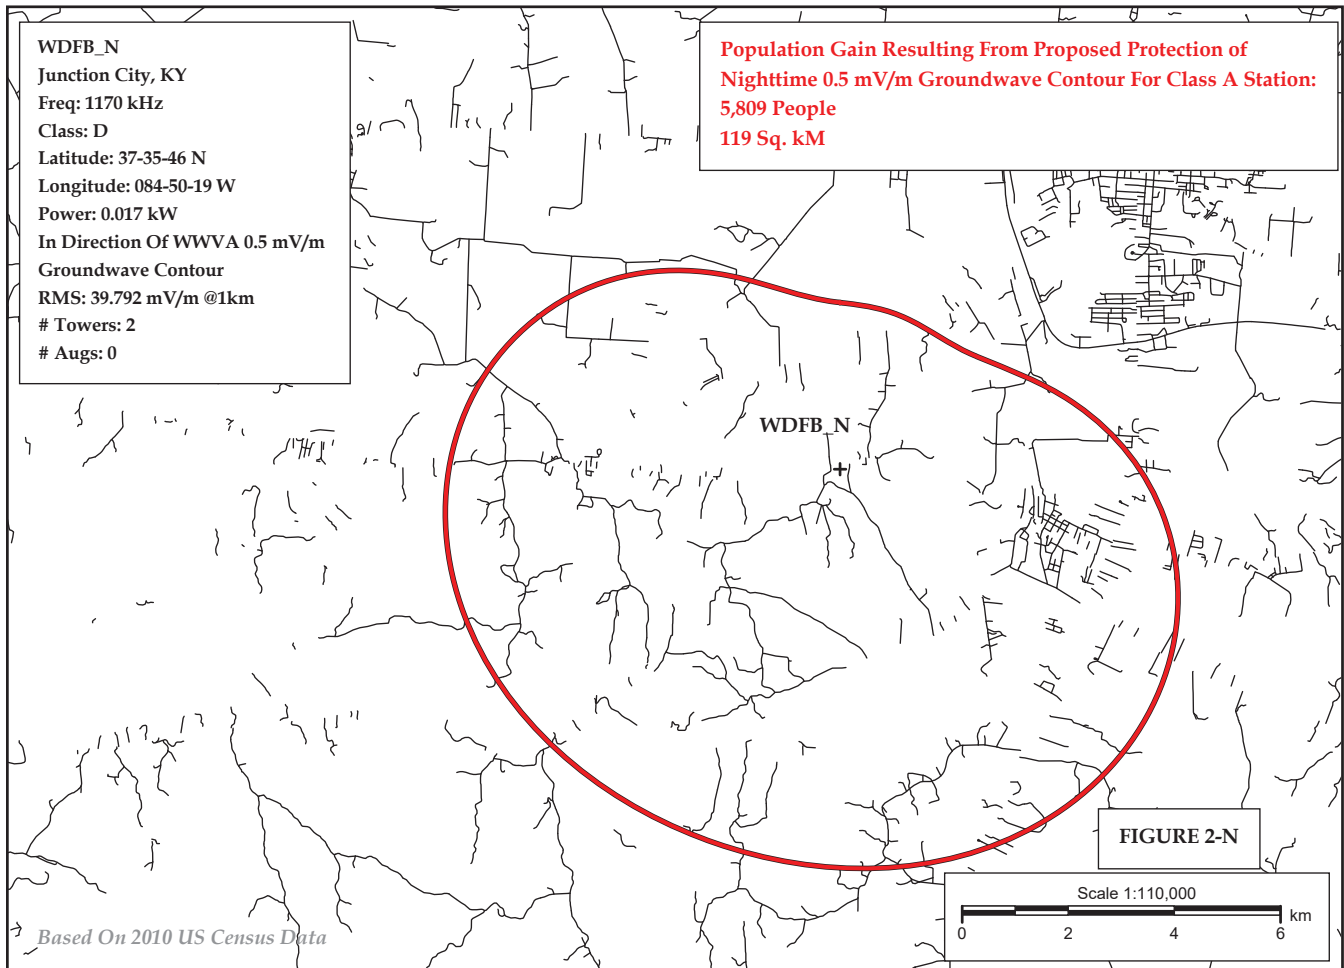 WDFB_N
Junction City, KY
Freq: 1170 kHz
Class: D
Latitude: 37-35-46 N
Longitude: 084-50-19 W
Power: 0.017 kW
In Direction Of WWVA 0.5 mV/m
Groundwave Contour
RMS: 39.792 mV/m @1km
# Towers: 2
# Augs: 0
Population Gain Resulting From Proposed Protection of
Nighttime 0.5 mV/m Groundwave Contour For Class A Station:
5,809 People
119 Sq. kM
WDFB_N
FIGURE 2-N
Scale 1:110,000
km
0 2 4 6
Based On 2010 US Census Data